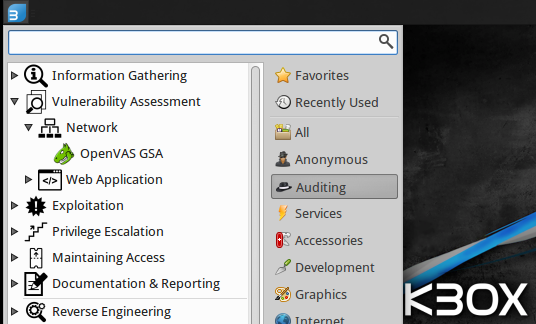 Information Gathering
Vulnerability Assessment
Network
OpenVAS GSA
</> Web Application
Exploitation
Privilege Escalation
Maintaining Access
Documentation & Reporting
Reverse Engineering
Favorites
Recently Used
All
Anonymous
Auditing
Services
Accessories
Development
Graphics
Internet
KBOX